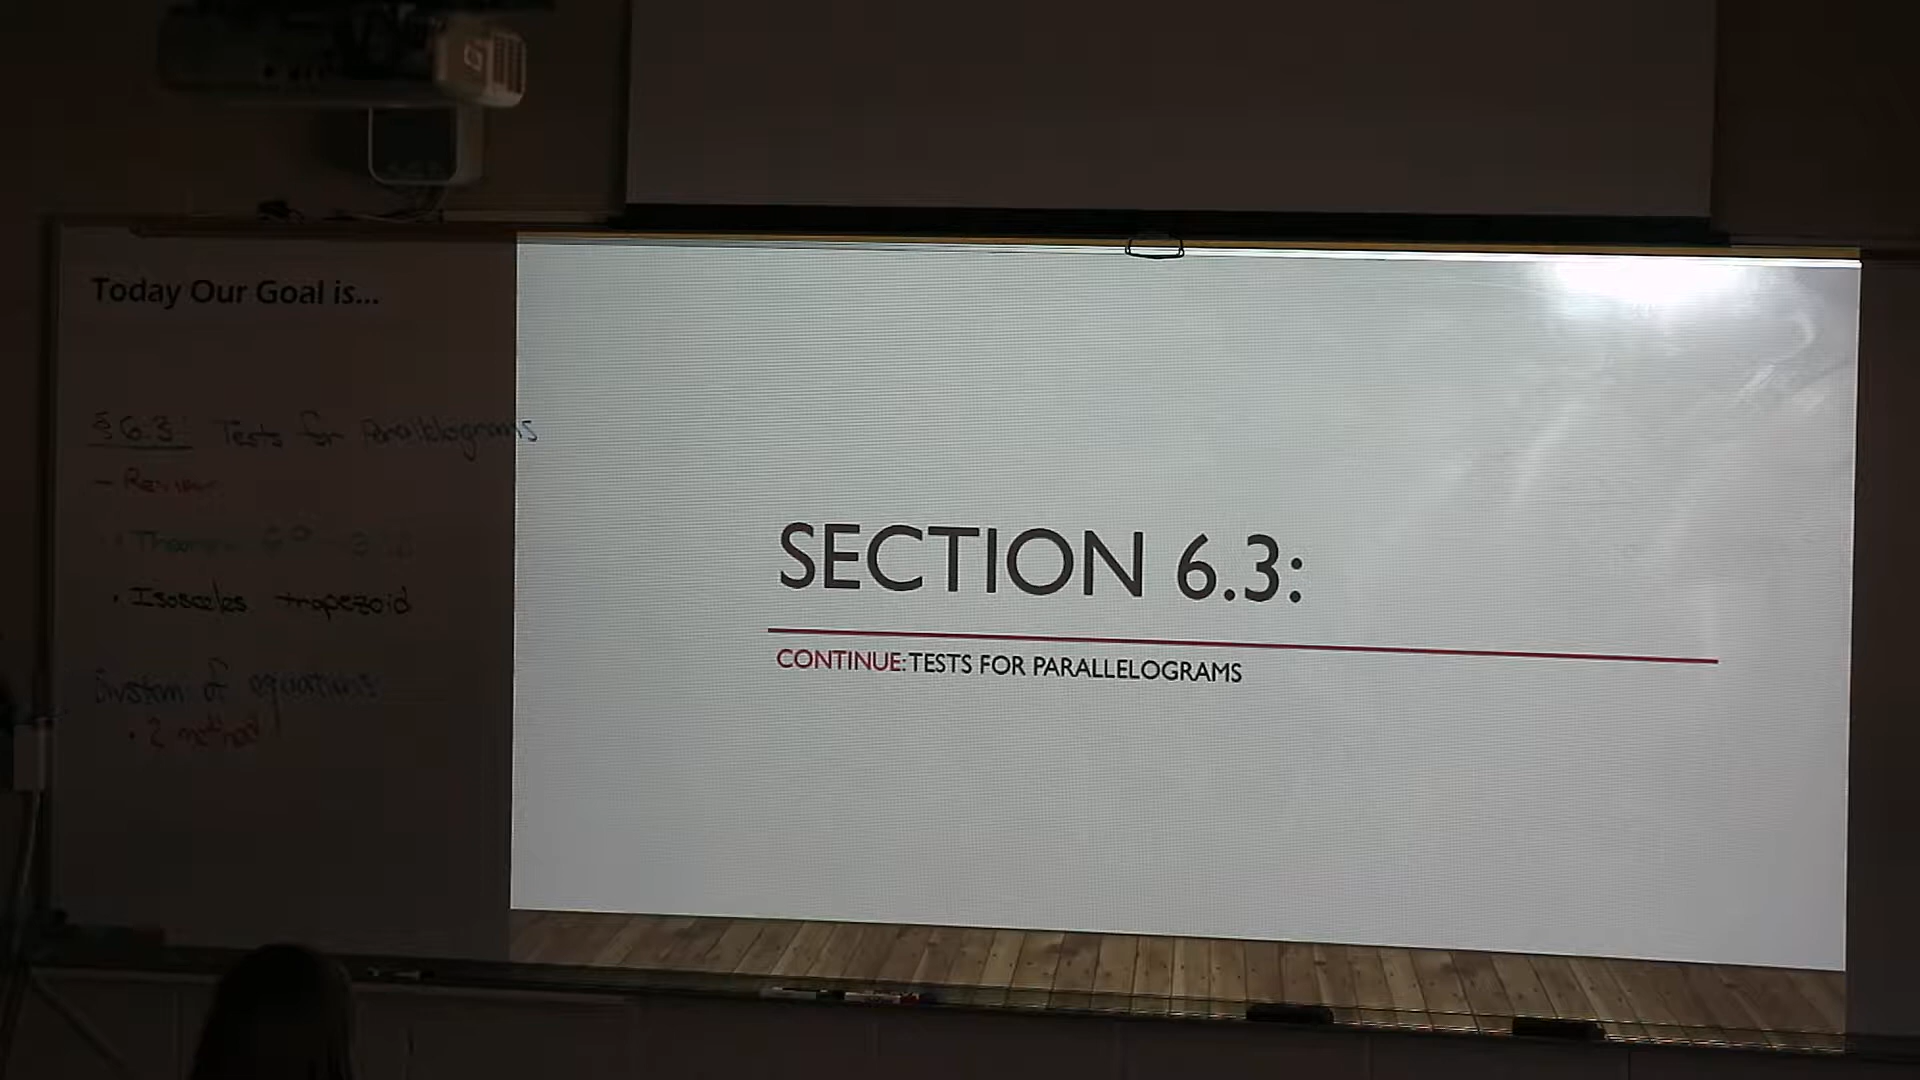 Today Our Goal is...
§ 6.3: Tests for Parallelograms
- Review
Theorem
• Isosceles trapezoid
System of equations
• 2 method
SECTION 6.3:
CONTINUE: TESTS FOR PARALLELOGRAMS